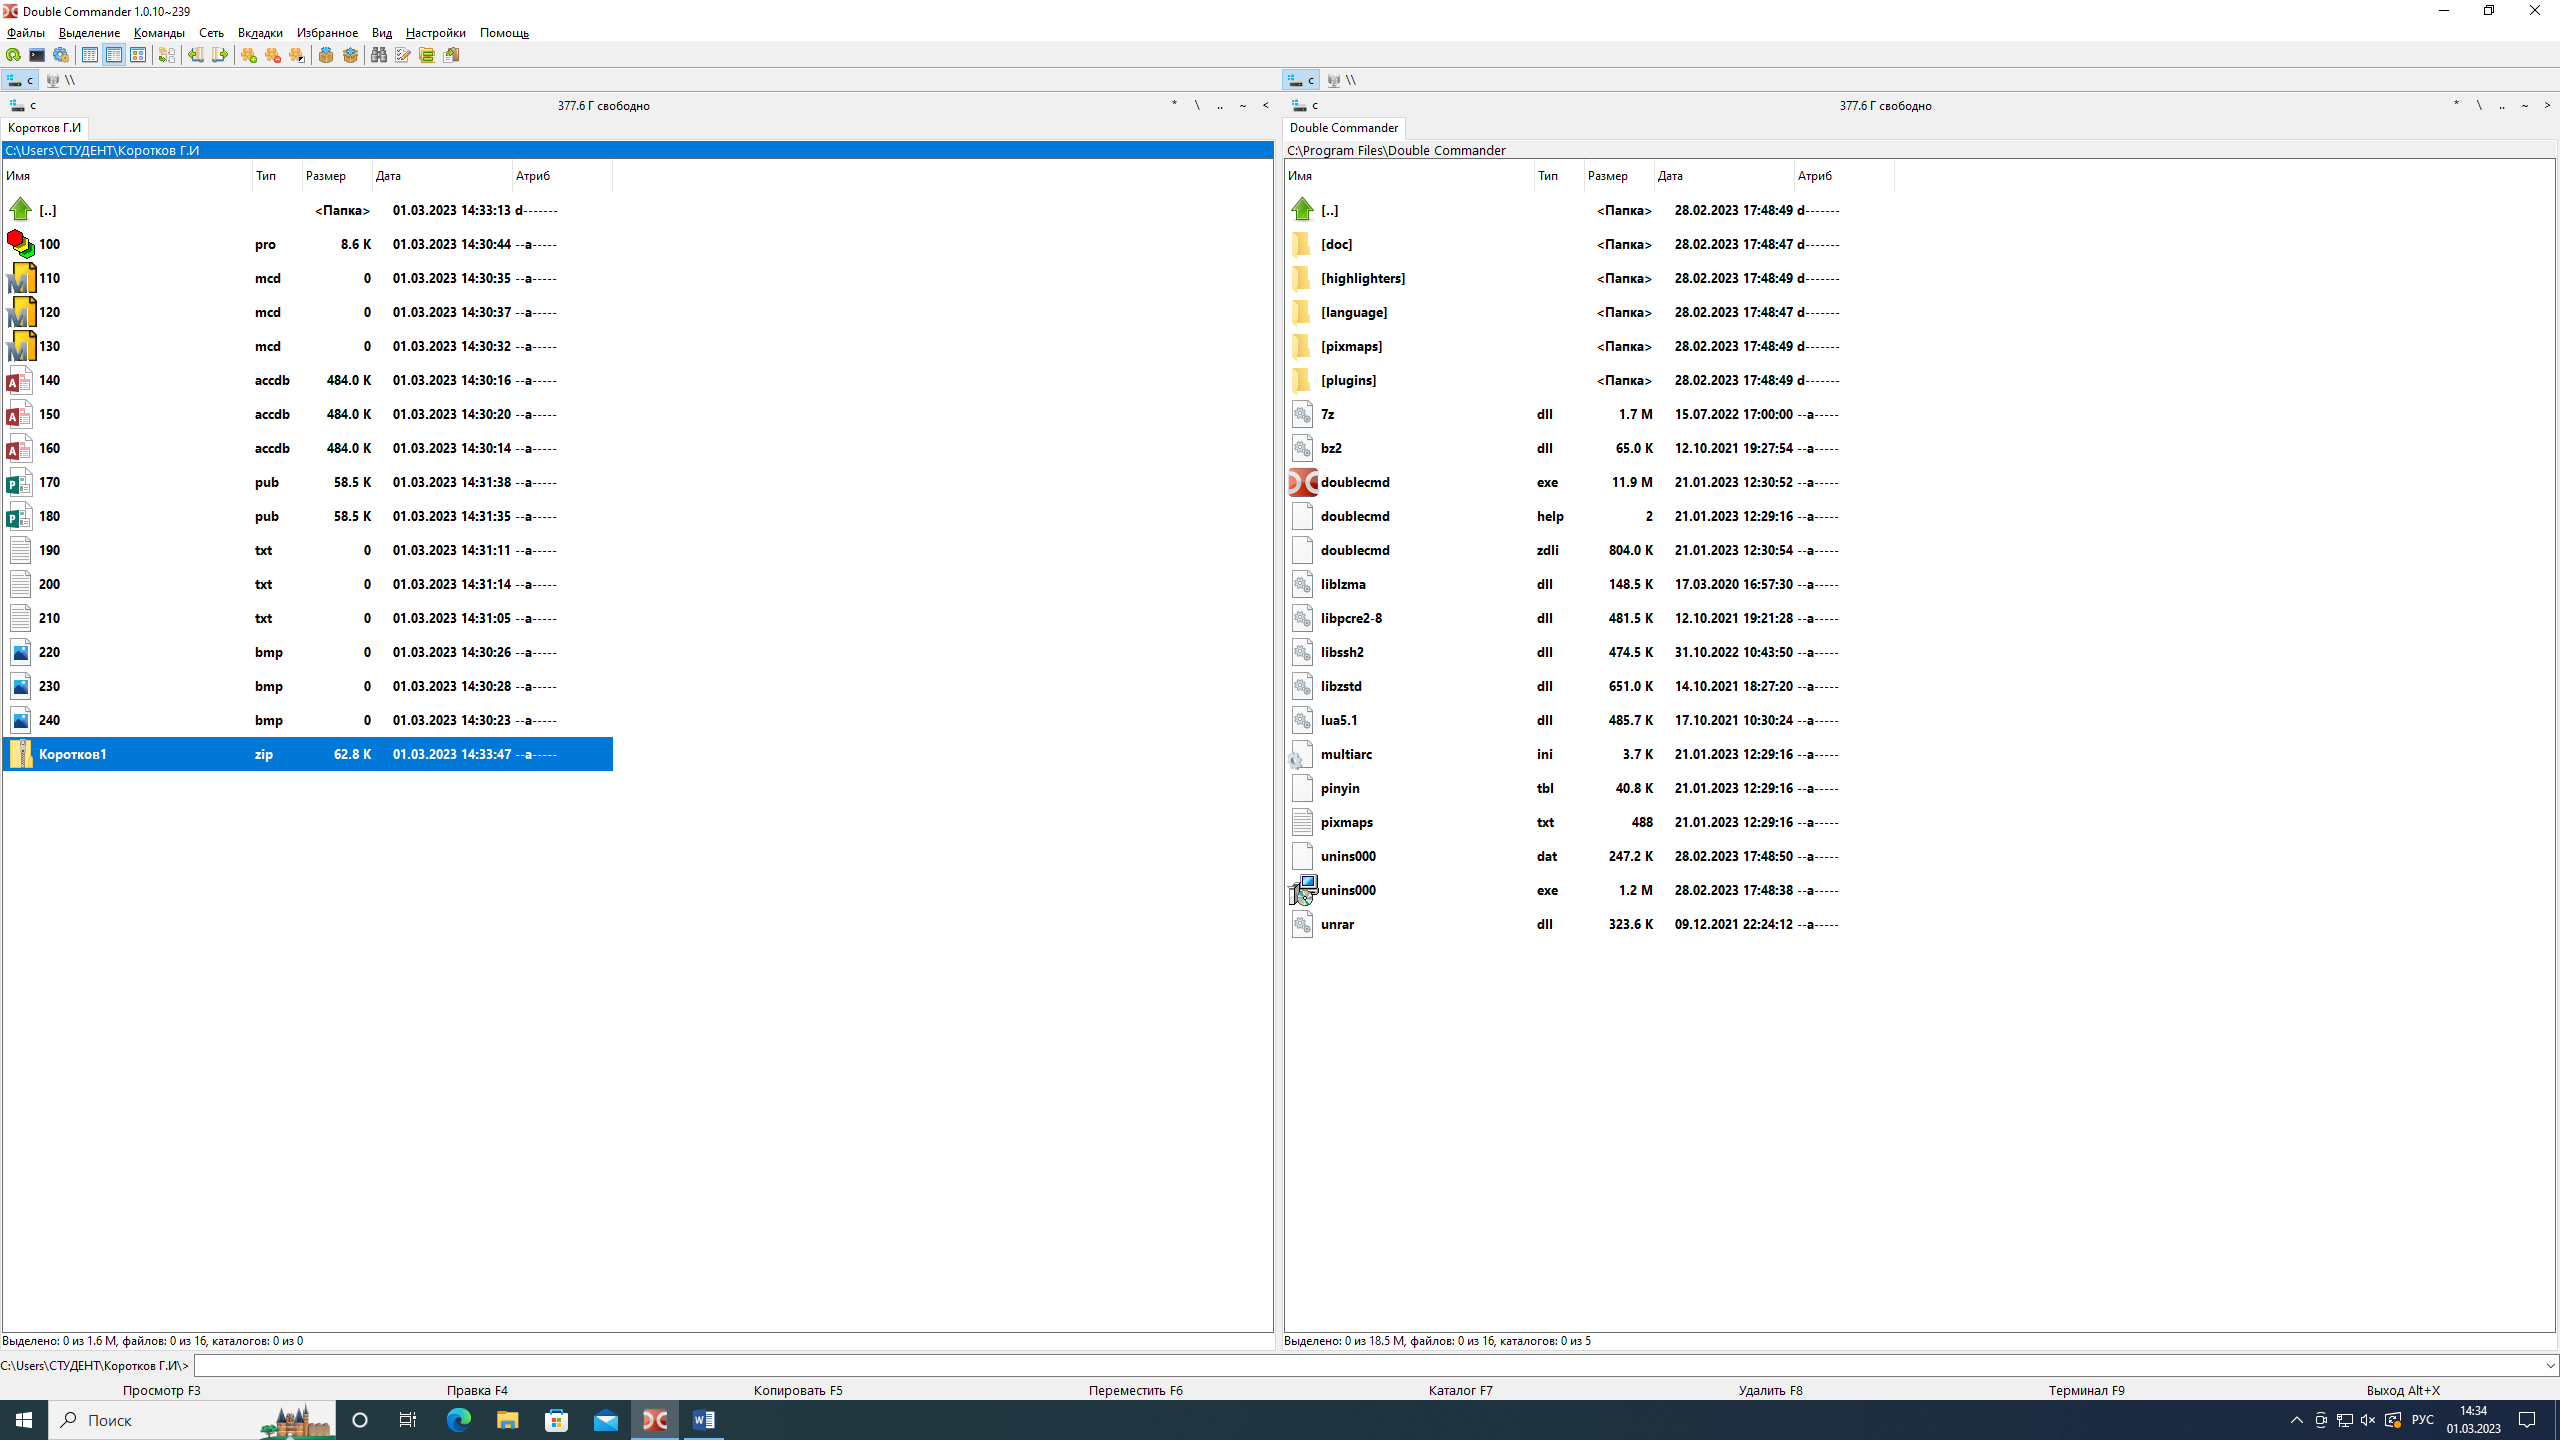 Double Commander 1.0.10~239
Файлы Выделение Команды Сеть Вкладки Избранное Вид Настройки Помощь
c \\ c \\
c 377.6 Г свободно * \ .. ~ < c 377.6 Г свободно * \ .. ~ >
Коротков Г.И Double Commander
C:\Users\СТУДЕНТ\Коротков Г.И C:\Program Files\Double Commander
Имя Тип Размер Дата Атриб Имя Тип Размер Дата Атриб
[..] <Папка> 01.03.2023 14:33:13 d------- [..] <Папка> 28.02.2023 17:48:49 d-------
100 pro 8.6 K 01.03.2023 14:30:44 --a----- [doc] <Папка> 28.02.2023 17:48:47 d-------
110 mcd 0 01.03.2023 14:30:35 --a----- [highlighters] <Папка> 28.02.2023 17:48:49 d-------
120 mcd 0 01.03.2023 14:30:37 --a----- [language] <Папка> 28.02.2023 17:48:47 d-------
130 mcd 0 01.03.2023 14:30:32 --a----- [pixmaps] <Папка> 28.02.2023 17:48:49 d-------
140 accdb 484.0 K 01.03.2023 14:30:16 --a----- [plugins] <Папка> 28.02.2023 17:48:49 d-------
150 accdb 484.0 K 01.03.2023 14:30:20 --a----- 7z dll 1.7 M 15.07.2022 17:00:00 --a-----
160 accdb 484.0 K 01.03.2023 14:30:14 --a----- bz2 dll 65.0 K 12.10.2021 19:27:54 --a-----
170 pub 58.5 K 01.03.2023 14:31:38 --a----- doublecmd exe 11.9 M 21.01.2023 12:30:52 --a-----
180 pub 58.5 K 01.03.2023 14:31:35 --a----- doublecmd help 2 21.01.2023 12:29:16 --a-----
190 txt 0 01.03.2023 14:31:11 --a----- doublecmd zdli 804.0 K 21.01.2023 12:30:54 --a-----
200 txt 0 01.03.2023 14:31:14 --a----- liblzma dll 148.5 K 17.03.2020 16:57:30 --a-----
210 txt 0 01.03.2023 14:31:05 --a----- libpcre2-8 dll 481.5 K 12.10.2021 19:21:28 --a-----
220 bmp 0 01.03.2023 14:30:26 --a----- libssh2 dll 474.5 K 31.10.2022 10:43:50 --a-----
230 bmp 0 01.03.2023 14:30:28 --a----- libzstd dll 651.0 K 14.10.2021 18:27:20 --a-----
240 bmp 0 01.03.2023 14:30:23 --a----- lua5.1 dll 485.7 K 17.10.2021 10:30:24 --a-----
Коротков1 zip 62.8 K 01.03.2023 14:33:47 --a----- multiarc ini 3.7 K 21.01.2023 12:29:16 --a-----
pinyin tbl 40.8 K 21.01.2023 12:29:16 --a-----
pixmaps txt 488 21.01.2023 12:29:16 --a-----
unins000 dat 247.2 K 28.02.2023 17:48:50 --a-----
unins000 exe 1.2 M 28.02.2023 17:48:38 --a-----
unrar dll 323.6 K 09.12.2021 22:24:12 --a-----
Выделено: 0 из 1.6 M, файлов: 0 из 16, каталогов: 0 из 0 Выделено: 0 из 18.5 M, файлов: 0 из 16, каталогов: 0 из 5
C:\Users\СТУДЕНТ\Коротков Г.И\>
Просмотр F3 Правка F4 Копировать F5 Переместить F6 Каталог F7 Удалить F8 Терминал F9 Выход Alt+X
Поиск РУС 14:34
01.03.2023